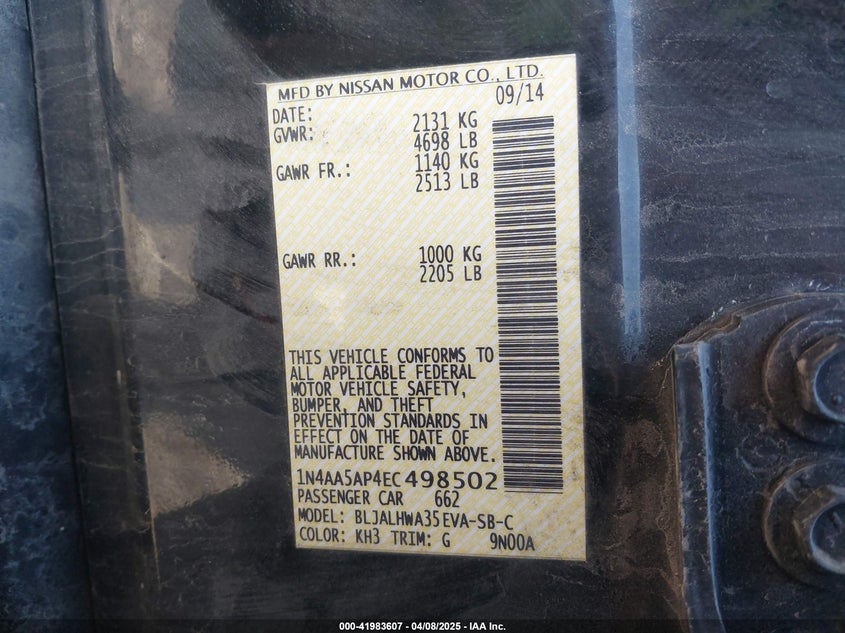 MFD BY NISSAN MOTOR CO., LTD.
DATE: 09/14
GVWR: 2131 KG
4698 LB
GAWR FR.: 1140 KG
2513 LB
GAWR RR.: 1000 KG
2205 LB
THIS VEHICLE CONFORMS TO
ALL APPLICABLE FEDERAL
MOTOR VEHICLE SAFETY,
BUMPER, AND THEFT
PREVENTION STANDARDS IN
EFFECT ON THE DATE OF
MANUFACTURE SHOWN ABOVE.
1N4AA5AP4EC498502
PASSENGER CAR 662
MODEL: BLJALHWA35EVA-SB-C
COLOR: KH3 TRIM: G 9N00A
000-41983607 - 04/08/2025 - IAA Inc.